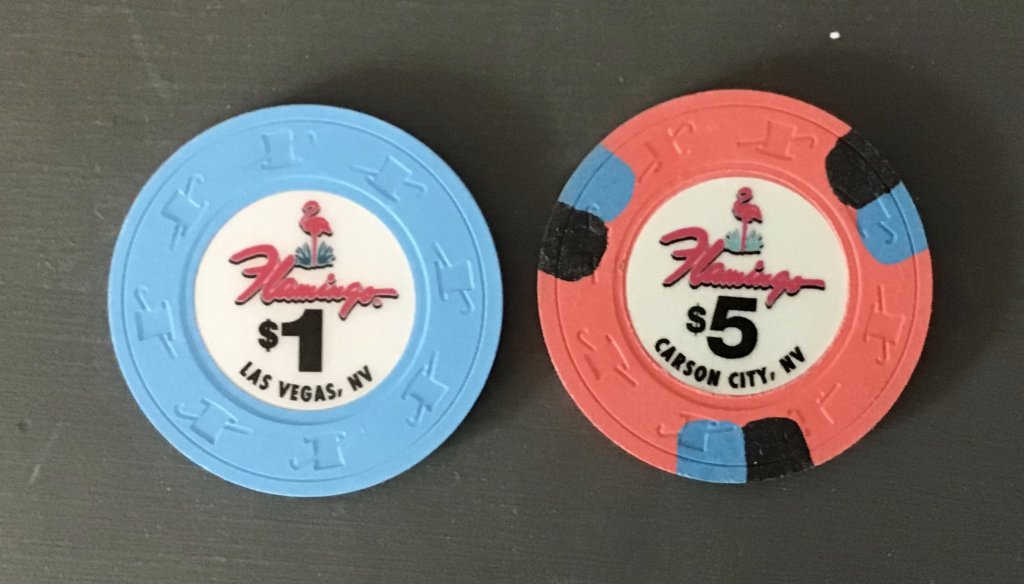 Flamingo
$1
LAS VEGAS, NV
Flamingo
$5
CARSON CITY, NV